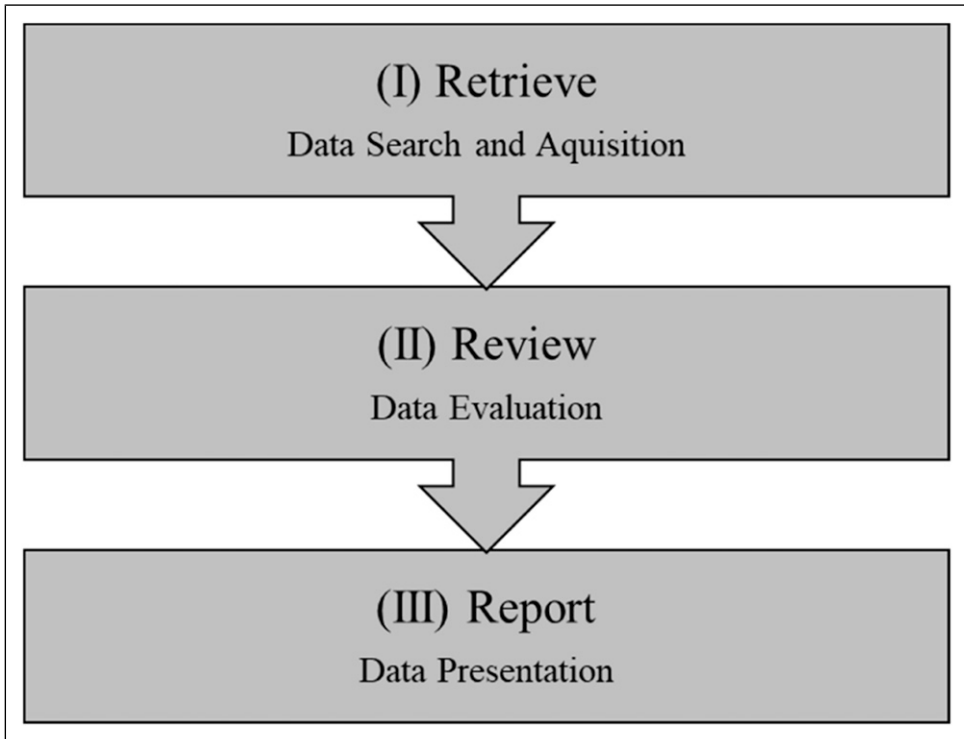 (I) Retrieve
Data Search and Aquisition
(II) Review
Data Evaluation
(III) Report
Data Presentation